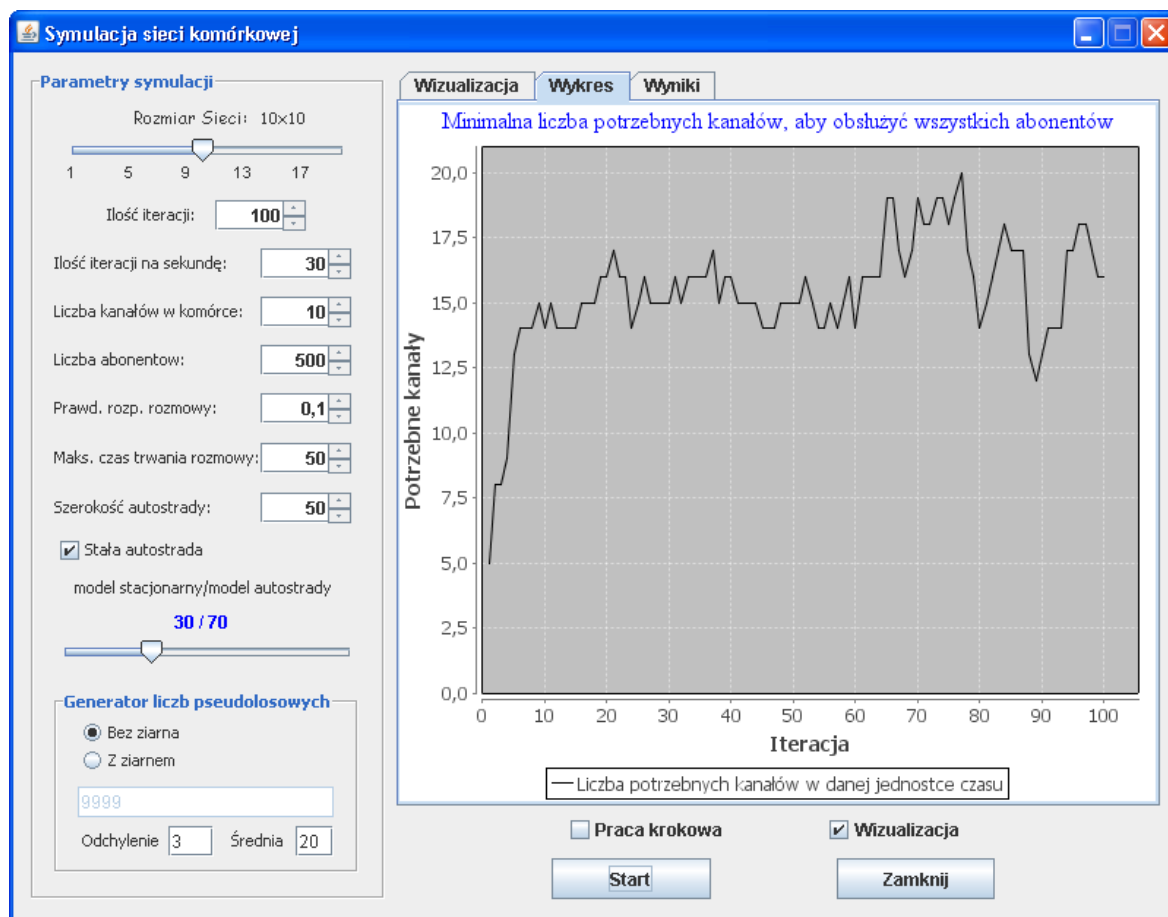 Symulacja sieci komórkowej
Parametry symulacji
Rozmiar Sieci: 10x10
1 5 9 13 17
Ilość iteracji: 100
Ilość iteracji na sekundę: 30
Liczba kanałów w komórce: 10
Liczba abonentow: 500
Prawd. rozp. rozmowy: 0,1
Maks. czas trwania rozmowy: 50
Szerokość autostrady: 50
Stała autostrada
model stacjonarny/model autostrady
30 / 70
Generator liczb pseudolosowych
Bez ziarna
Z ziarnem
9999
Odchylenie 3 Średnia 20
Wizualizacja Wykres Wyniki
Minimalna liczba potrzebnych kanałów, aby obsłużyć wszystkich abonentów
Potrzebne kanały
20,0
17,5
15,0
12,5
10,0
7,5
5,0
2,5
0,0
0 10 20 30 40 50 60 70 80 90 100
Iteracja
Liczba potrzebnych kanałów w danej jednostce czasu
Praca krokowa Wizualizacja
Start Zamknij